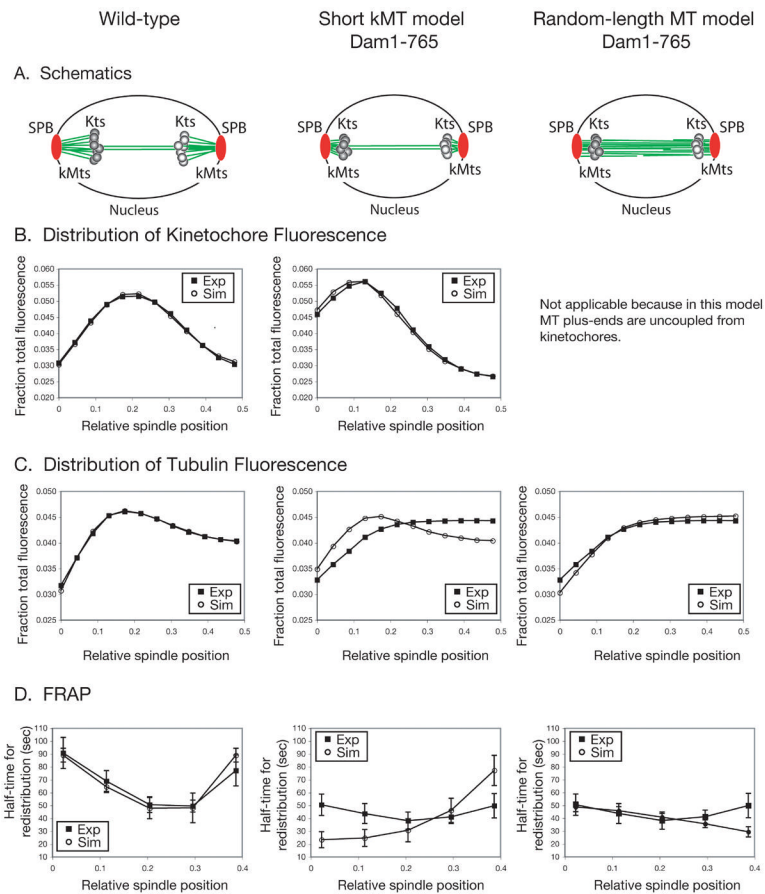 Wild-type
Short kMT model
Dam1-765
Random-length MT model
Dam1-765
A. Schematics
SPB Kts SPB
kMts kMts
Nucleus
SPB Kts Kts SPB
kMts kMts
Nucleus
SPB Kts Kts SPB
kMts kMts
Nucleus
B. Distribution of Kinetochore Fluorescence
Fraction total fluorescence
0.060
0.055
0.050
0.045
0.040
0.035
0.030
0.025
0.020
Exp
Sim
0 0.1 0.2 0.3 0.4 0.5
Relative spindle position
Fraction total fluorescence
0.060
0.055
0.050
0.045
0.040
0.035
0.030
0.025
0.020
Exp
Sim
0 0.1 0.2 0.3 0.4 0.5
Relative spindle position
Not applicable because in this model
MT plus-ends are uncoupled from
kinetochores.
C. Distribution of Tubulin Fluorescence
Fraction total fluorescence
0.050
0.045
0.040
0.035
0.030
0.025
Exp
Sim
0 0.1 0.2 0.3 0.4 0.5
Relative spindle position
Fraction total fluorescence
0.050
0.045
0.040
0.035
0.030
0.025
Exp
Sim
0 0.1 0.2 0.3 0.4 0.5
Relative spindle position
Fraction total fluorescence
0.050
0.045
0.040
0.035
0.030
0.025
Exp
Sim
0 0.1 0.2 0.3 0.4 0.5
Relative spindle position
D. FRAP
Half-time for
redistribution (sec)
110
100
90
80
70
60
50
40
30
20
10
Exp
Sim
0 0.1 0.2 0.3 0.4
Relative spindle position
Half-time for
redistribution (sec)
110
100
90
80
70
60
50
40
30
20
10
Exp
Sim
0 0.1 0.2 0.3 0.4
Relative spindle position
Half-time for
redistribution (sec)
110
100
90
80
70
60
50
40
30
20
10
Exp
Sim
0 0.1 0.2 0.3 0.4
Relative spindle position